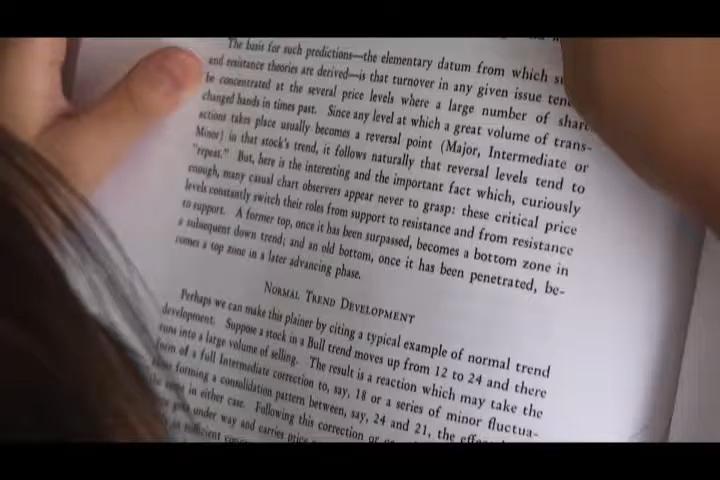 The basis for such predictions—the elementary datum from which
and resistance theories are derived—is that turnover in any given issue
be concentrated at the several price levels where a large number of
changed hands in times past. Since any level at which a great volume of trans-
actions takes place usually becomes a reversal point (Major, Intermediate or
Minor) in that stock's trend, it follows naturally that reversal levels tend to
"repeat." But, here is the interesting and the important fact which, curiously
enough, many casual chart observers appear never to grasp: these critical price
levels constantly switch their roles from support to resistance and from resistance
to support. A former top, once it has been surpassed, becomes a bottom zone in
a subsequent down trend; and an old bottom, once it has been penetrated, be-
comes a top zone in a later advancing phase.
NORMAL TREND DEVELOPMENT
Perhaps we can make this plainer by citing a typical example of normal trend
development. Suppose a stock in a Bull trend moves up from 12 to 24 and there
runs into a large volume of selling. The result is a reaction which may take the
form of a full Intermediate correction to, say, 18 or a series of minor fluctua-
forming a consolidation pattern between, say, 24 and 21, the
in either case. Following this correction or
under way and carries price
sufficient